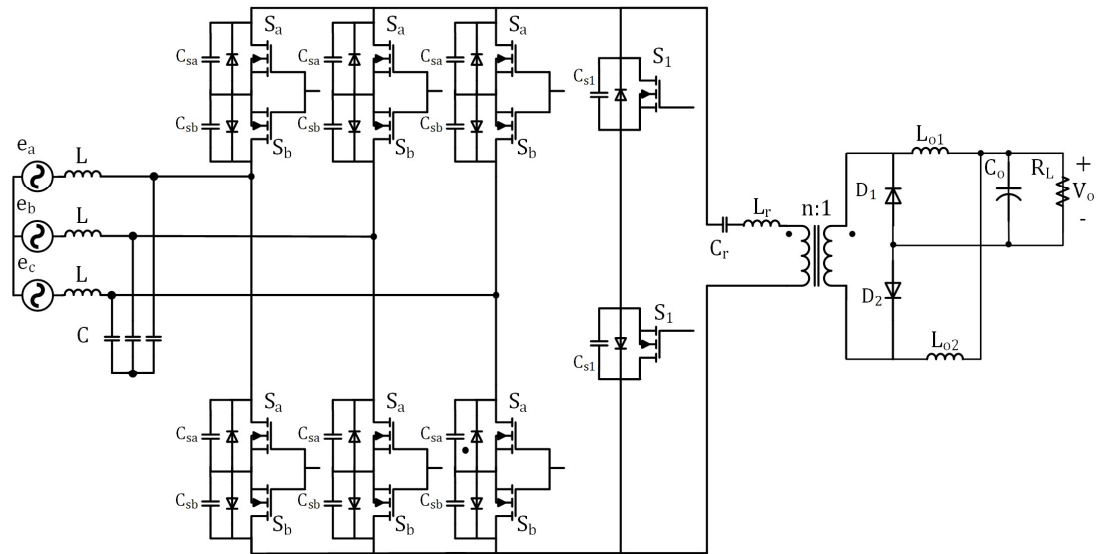 Sa Sa Sa
Csa Csa Csa
Csb Csb Csb
Sb Sb Sb
S1
Cs1
ea
L
eb
L
ec
L
C
Lo1
D1
Co
RL
+
Vo
-
n:1
Lr
Cr
D2
Lo2
S1
Cs1
Sa Sa Sa
Csa Csa Csa
Csb Csb Csb
Sb Sb Sb